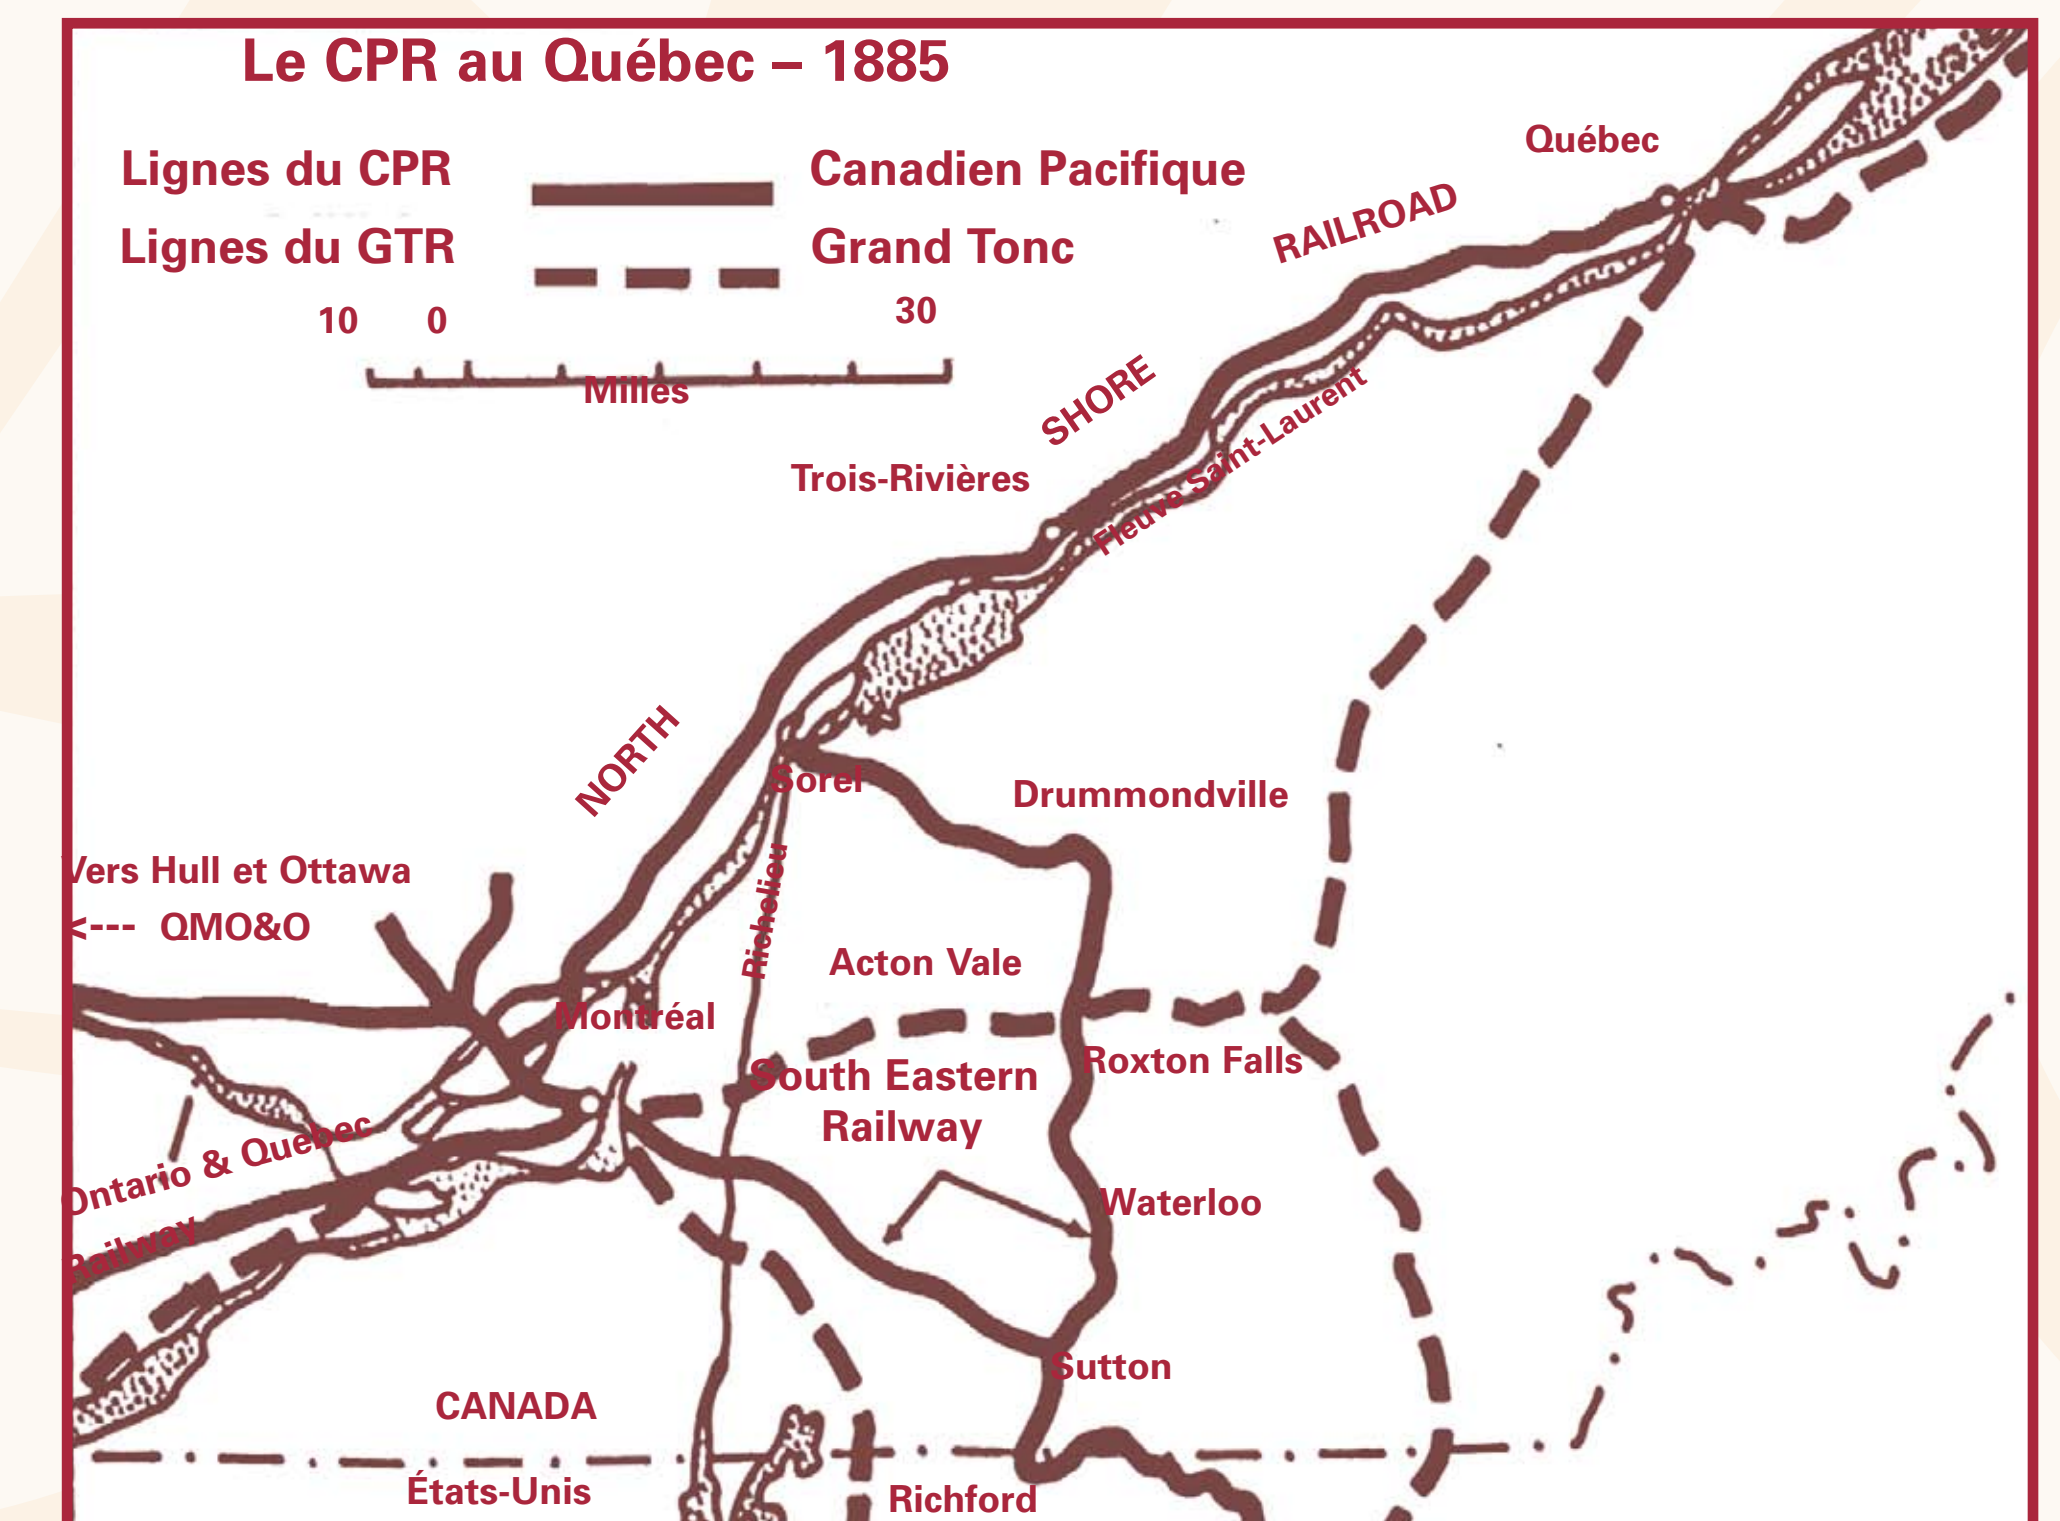 Le CPR au Québec – 1885
Lignes du CPR
Canadien Pacifique
Lignes du GTR
Grand Tonc
10
0
30
Milles
Québec
RAILROAD
SHORE
Fleuve Saint-Laurent
Trois-Rivières
NORTH
Sorel
Drummondville
Vers Hull et Ottawa
<--- QMO&O
Richelieu
Acton Vale
Montréal
Roxton Falls
South Eastern
Railway
Ontario & Quebec
Railway
Waterloo
Sutton
CANADA
États-Unis
Richford